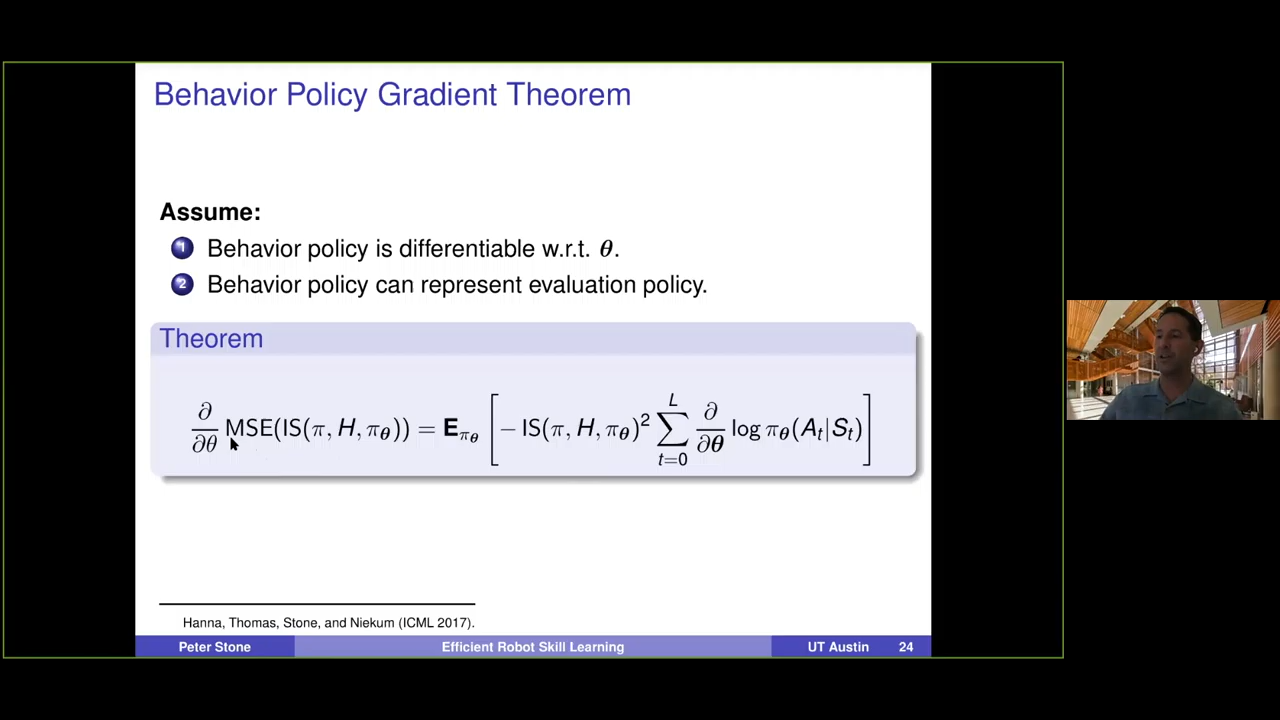 Behavior Policy Gradient Theorem
Assume:
1 Behavior policy is differentiable w.r.t. θ.
2 Behavior policy can represent evaluation policy.
Theorem
∂/∂θ MSE(IS(π, H, π_θ)) = E_{π_θ} [ − IS(π, H, π_θ)² ∑_{t=0}^{L} ∂/∂θ log π_θ(A_t|S_t) ]
Hanna, Thomas, Stone, and Niekum (ICML 2017).
Peter Stone Efficient Robot Skill Learning UT Austin 24